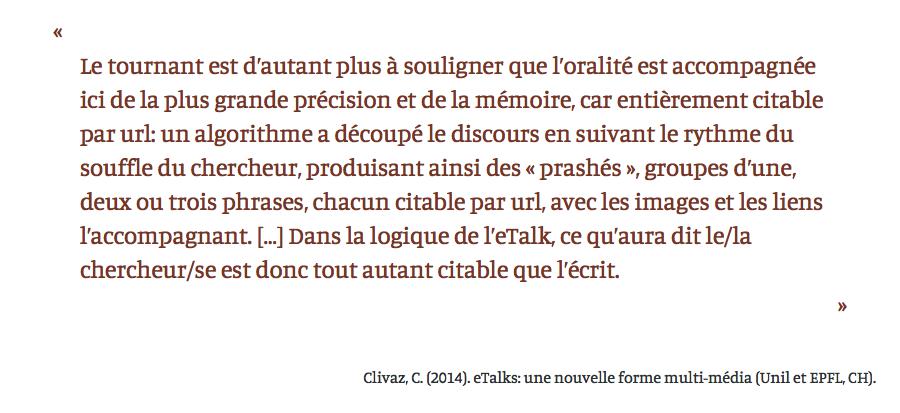 «
Le tournant est d’autant plus à souligner que l’oralité est accompagnée
ici de la plus grande précision et de la mémoire, car entièrement citable
par url: un algorithme a découpé le discours en suivant le rythme du
souffle du chercheur, produisant ainsi des « prashés », groupes d’une,
deux ou trois phrases, chacun citable par url, avec les images et les liens
l’accompagnant. [...] Dans la logique de l’eTalk, ce qu’aura dit le/la
chercheur/se est donc tout autant citable que l’écrit.
»
Clivaz, C. (2014). eTalks: une nouvelle forme multi-média (Unil et EPFL, CH).